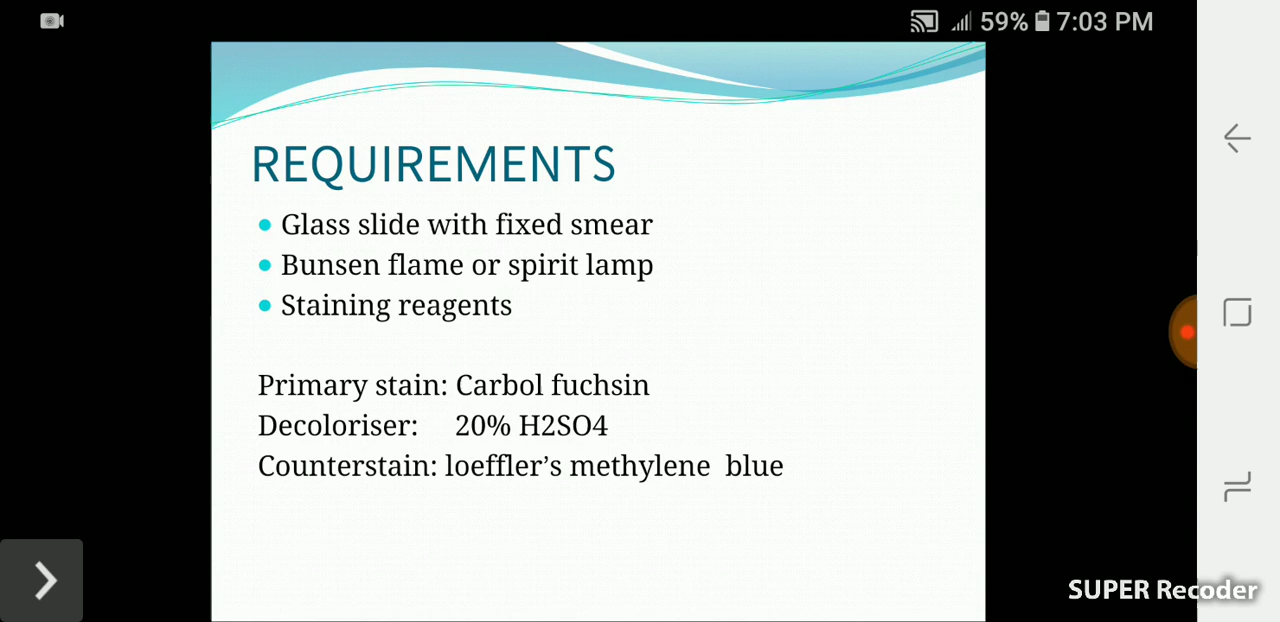 59% 7:03 PM
REQUIREMENTS
Glass slide with fixed smear
Bunsen flame or spirit lamp
Staining reagents
Primary stain: Carbol fuchsin
Decoloriser: 20% H2SO4
Counterstain: loeffler’s methylene blue
SUPER Recoder